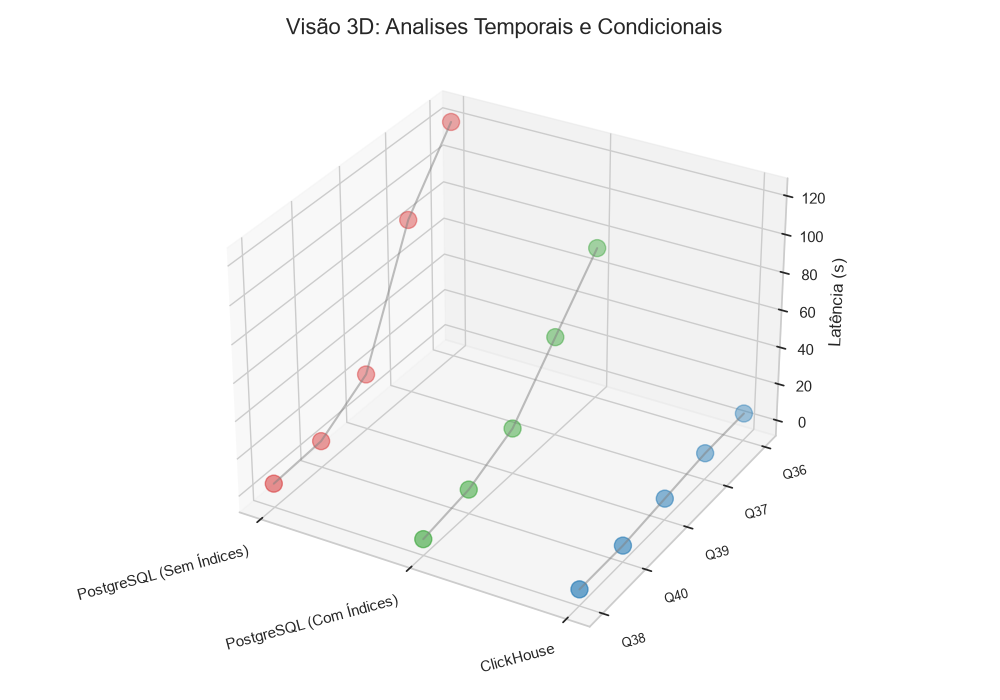 Visão 3D: Analises Temporais e Condicionais
120
100
80
60
40
20
0
Latência (s)
Q36
Q37
Q39
Q40
Q38
PostgreSQL (Sem Índices)
PostgreSQL (Com Índices)
ClickHouse